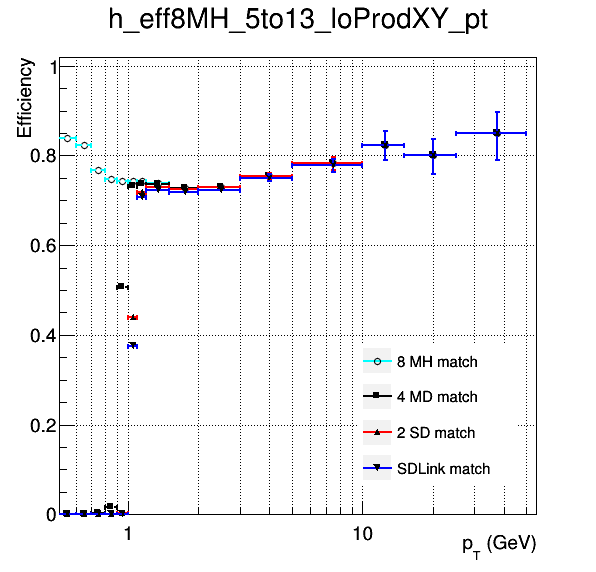 h_eff8MH_5to13_loProdXY_pt
Efficiency
1
0.8
0.6
0.4
0.2
0
8 MH match
4 MD match
2 SD match
SDLink match
1
10
p_T (GeV)